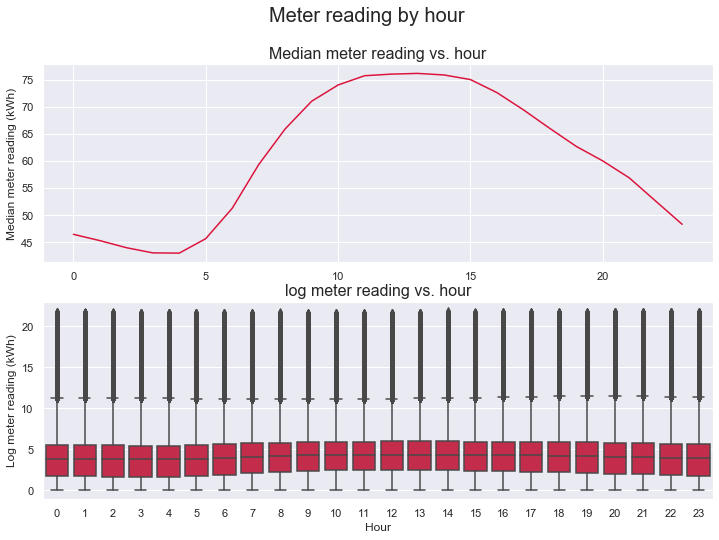 Meter reading by hour
Median meter reading vs. hour
Median meter reading (kWh)
75
70
65
60
55
50
45
0 5 10 15 20
log meter reading vs. hour
Log meter reading (kWh)
20
15
10
5
0
0 1 2 3 4 5 6 7 8 9 10 11 12 13 14 15 16 17 18 19 20 21 22 23
Hour